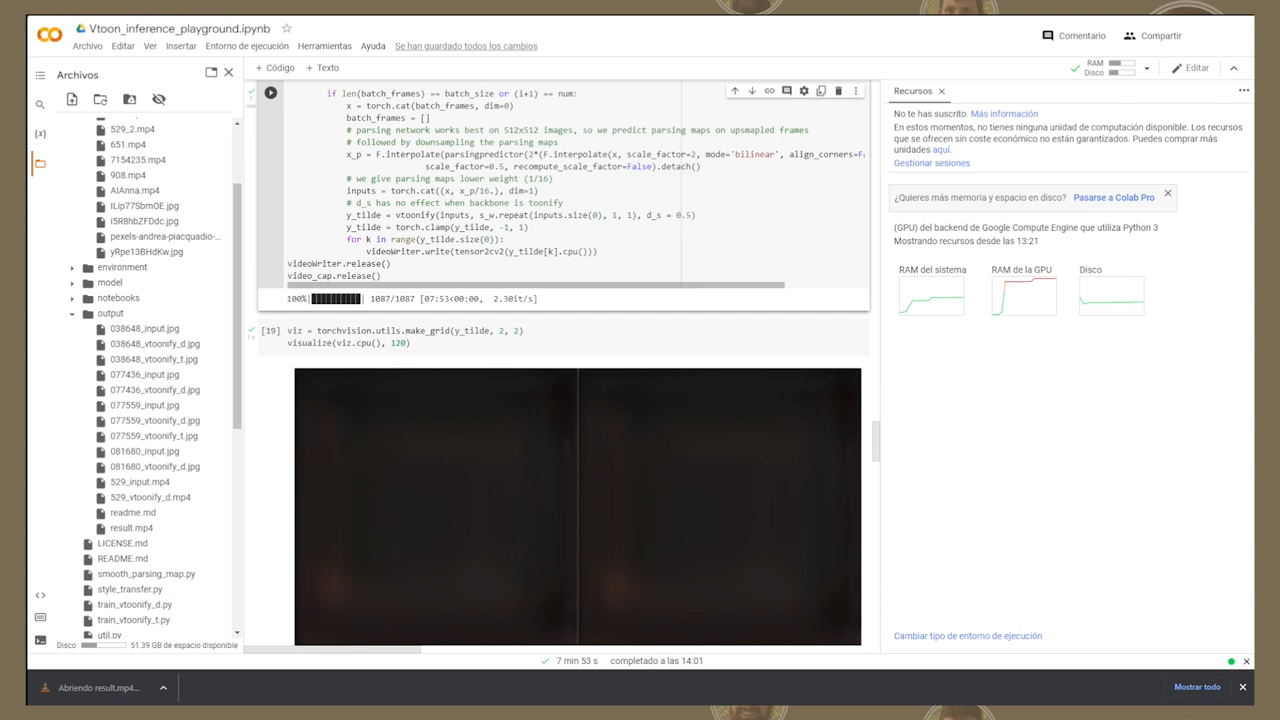 Vtoon_inference_playground.ipynb
Archivo Editar Ver Insertar Entorno de ejecución Herramientas Ayuda Se han guardado todos los cambios
Comentario Compartir
Archivos
+ Código + Texto
RAM
Disco
Editar
529_2.mp4
651.mp4
7154235.mp4
908.mp4
AIAnna.mp4
ILip77SbmOE.jpg
i5R8hbZFDdc.jpg
pexels-andrea-piacquadio-...
yRpe13BHdKw.jpg
environment
model
notebooks
output
038648_input.jpg
038648_vtoonify_d.jpg
038648_vtoonify_t.jpg
077436_input.jpg
077436_vtoonify_d.jpg
077559_input.jpg
077559_vtoonify_d.jpg
077559_vtoonify_t.jpg
081680_input.jpg
081680_vtoonify_d.jpg
529_input.mp4
529_vtoonify_d.mp4
readme.md
result.mp4
LICENSE.md
README.md
smooth_parsing_map.py
style_transfer.py
train_vtoonify_d.py
train_vtoonify_t.py
util.py
Disco 51.39 GB de espacio disponible
if len(batch_frames) == batch_size or (i+1) == num:
x = torch.cat(batch_frames, dim=0)
batch_frames = []
# parsing network works best on 512x512 images, so we predict parsing maps on upsmapled frames
# followed by downsampling the parsing maps
x_p = F.interpolate(parsingpredictor(2*(F.interpolate(x, scale_factor=2, mode='bilinear', align_corners=Fa
scale_factor=0.5, recompute_scale_factor=False).detach()
# we give parsing maps lower weight (1/16)
inputs = torch.cat((x, x_p/16.), dim=1)
# d_s has no effect when backbone is toonify
y_tilde = vtoonify(inputs, s_w.repeat(inputs.size(0), 1, 1), d_s = 0.5)
y_tilde = torch.clamp(y_tilde, -1, 1)
for k in range(y_tilde.size(0)):
videoWriter.write(tensor2cv2(y_tilde[k].cpu()))
videoWriter.release()
video_cap.release()
100%| | 1087/1087 [07:53<00:00, 2.30it/s]
[19] viz = torchvision.utils.make_grid(y_tilde, 2, 2)
visualize(viz.cpu(), 120)
Recursos
No te has suscrito. Más información
En estos momentos, no tienes ninguna unidad de computación disponible. Los recursos
que se ofrecen sin coste económico no están garantizados. Puedes comprar más
unidades aquí.
Gestionar sesiones
¿Quieres más memoria y espacio en disco? Pasarse a Colab Pro
(GPU) del backend de Google Compute Engine que utiliza Python 3
Mostrando recursos desde las 13:21
RAM del sistema RAM de la GPU Disco
Cambiar tipo de entorno de ejecución
7 min 53 s completado a las 14:01
Abriendo result.mp4...
Mostrar todo